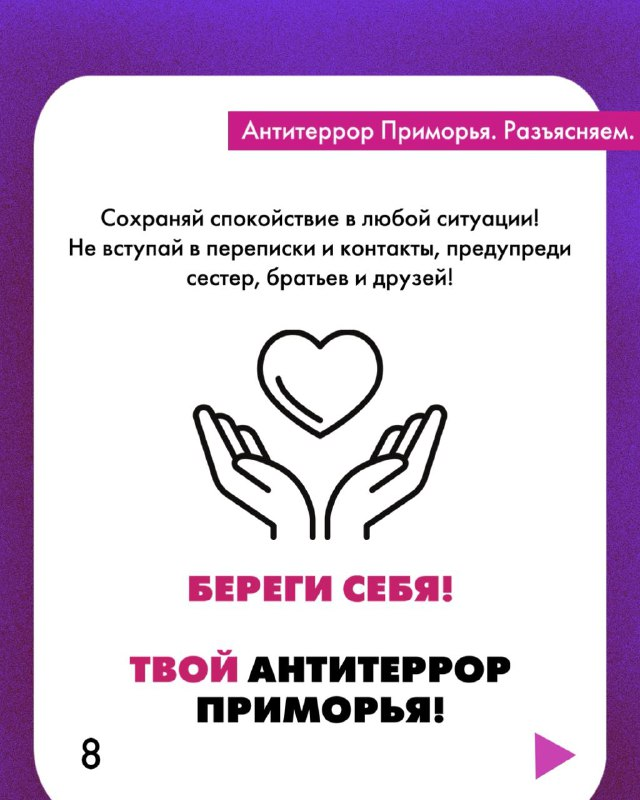 Антитеррор Приморья. Разъясняем.
Сохраняй спокойствие в любой ситуации!
Не вступай в переписки и контакты, предупреди
сестер, братьев и друзей!
БЕРЕГИ СЕБЯ!
ТВОЙ АНТИТЕРРОР
ПРИМОРЬЯ!
8